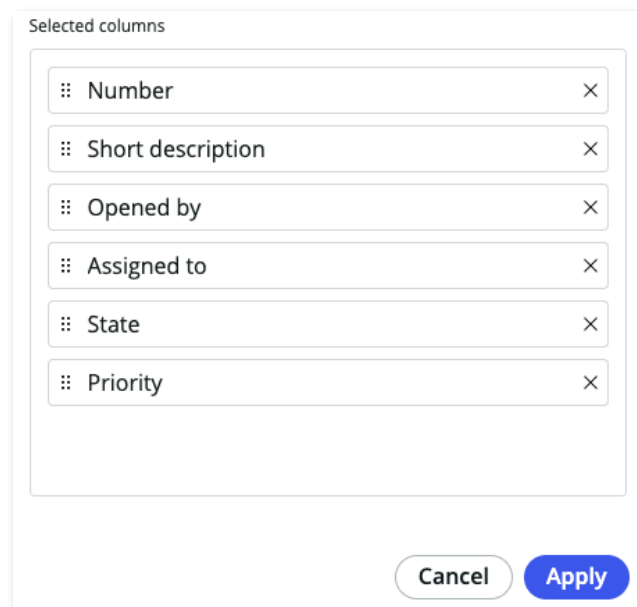 Selected columns
Number
Short description
Opened by
Assigned to
State
Priority
Cancel Apply